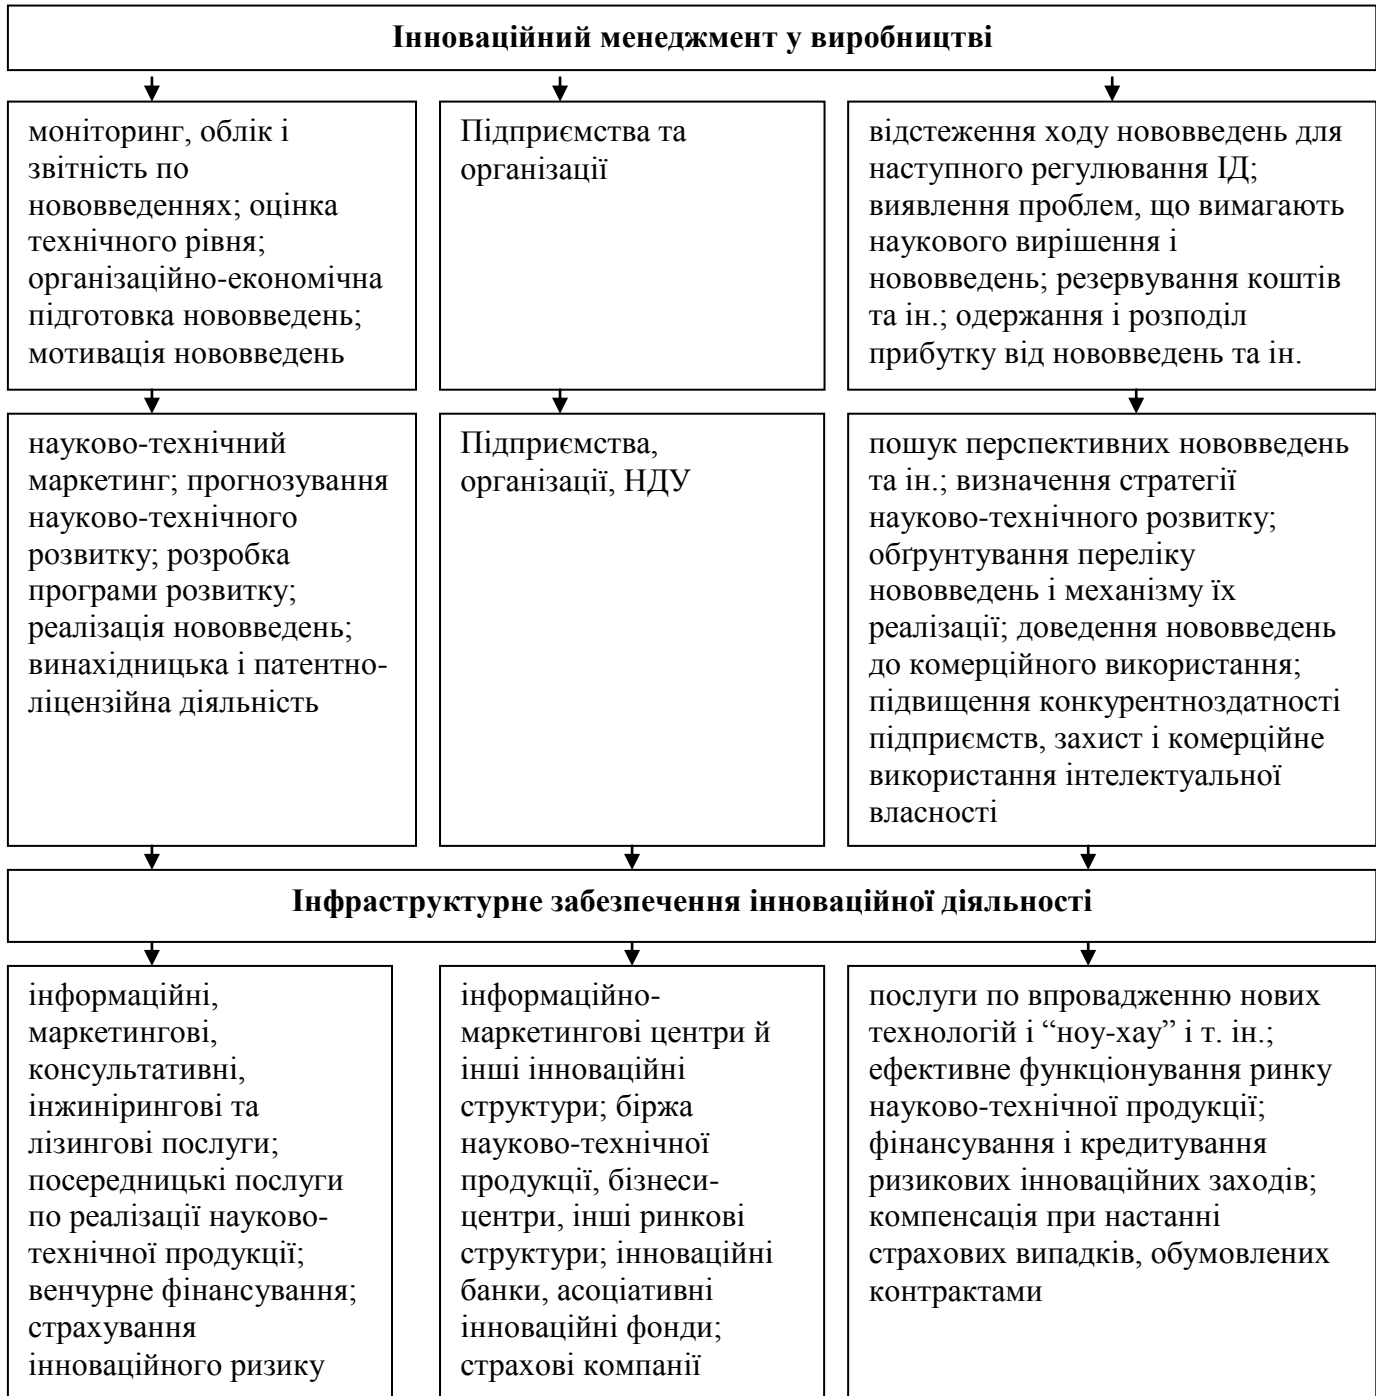 Інноваційний менеджмент у виробництві
моніторинг, облік і
звітність по
нововведеннях; оцінка
технічного рівня;
організаційно-економічна
підготовка нововведень;
мотивація нововведень
Підприємства та
організації
відстеження ходу нововведень для
наступного регулювання ІД;
виявлення проблем, що вимагають
наукового вирішення і
нововведень; резервування коштів
та ін.; одержання і розподіл
прибутку від нововведень та ін.
науково-технічний
маркетинг; прогнозування
науково-технічного
розвитку; розробка
програми розвитку;
реалізація нововведень;
винахідницька і патентно-
ліцензійна діяльність
Підприємства,
організації, НДУ
пошук перспективних нововведень
та ін.; визначення стратегії
науково-технічного розвитку;
обґрунтування переліку
нововведень і механізму їх
реалізації; доведення нововведень
до комерційного використання;
підвищення конкурентноздатності
підприємств, захист і комерційне
використання інтелектуальної
власності
Інфраструктурне забезпечення інноваційної діяльності
інформаційні,
маркетингові,
консультативні,
інжинірингові та
лізингові послуги;
посередницькі послуги
по реалізації науково-
технічної продукції;
венчурне фінансування;
страхування
інноваційного ризику
інформаційно-
маркетингові центри й
інші інноваційні
структури; біржа
науково-технічної
продукції, бізнеси-
центри, інші ринкові
структури; інноваційні
банки, асоціативні
інноваційні фонди;
страхові компанії
послуги по впровадженню нових
технологій і “ноу-хау” і т. ін.;
ефективне функціонування ринку
науково-технічної продукції;
фінансування і кредитування
ризикових інноваційних заходів;
компенсація при настанні
страхових випадків, обумовлених
контрактами